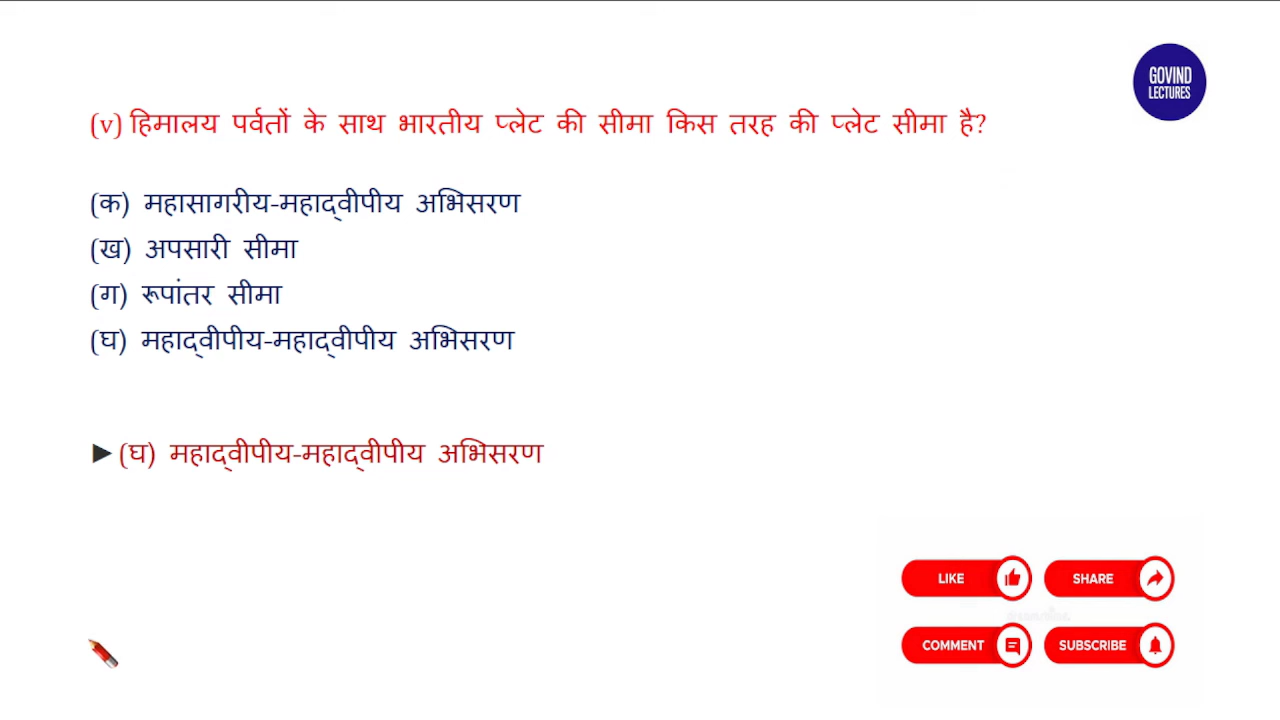 GOVIND
LECTURES
(v) हिमालय पर्वतों के साथ भारतीय प्लेट की सीमा किस तरह की प्लेट सीमा है?
(क) महासागरीय-महाद्वीपीय अभिसरण
(ख) अपसारी सीमा
(ग) रूपांतर सीमा
(घ) महाद्वीपीय-महाद्वीपीय अभिसरण
►(घ) महाद्वीपीय-महाद्वीपीय अभिसरण
LIKE SHARE
COMMENT SUBSCRIBE